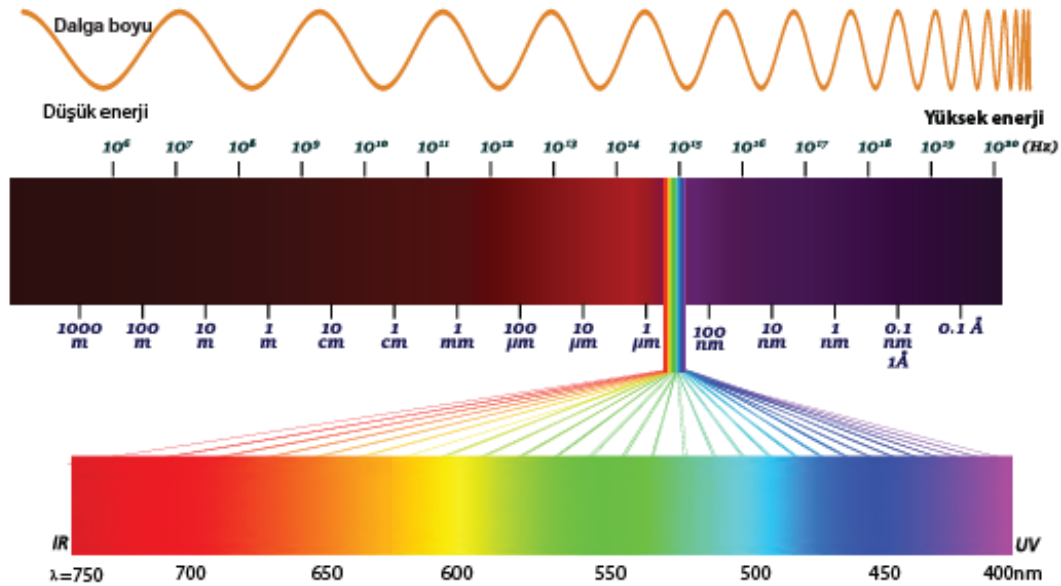 Dalga boyu
Düşük enerji
Yüksek enerji
10⁶ 10⁷ 10⁸ 10⁹ 10¹⁰ 10¹¹ 10¹² 10¹³ 10¹⁴ 10¹⁵ 10¹⁶ 10¹⁷ 10¹⁸ 10¹⁹ 10²⁰ (Hz)
1000 100 10 1 10 1 1 100 10 1 100 10 1 0.1 0.1 Å
m m m m cm cm mm µm µm µm nm nm nm nm
1Å
IR UV
λ=750 700 650 600 550 500 450 400nm